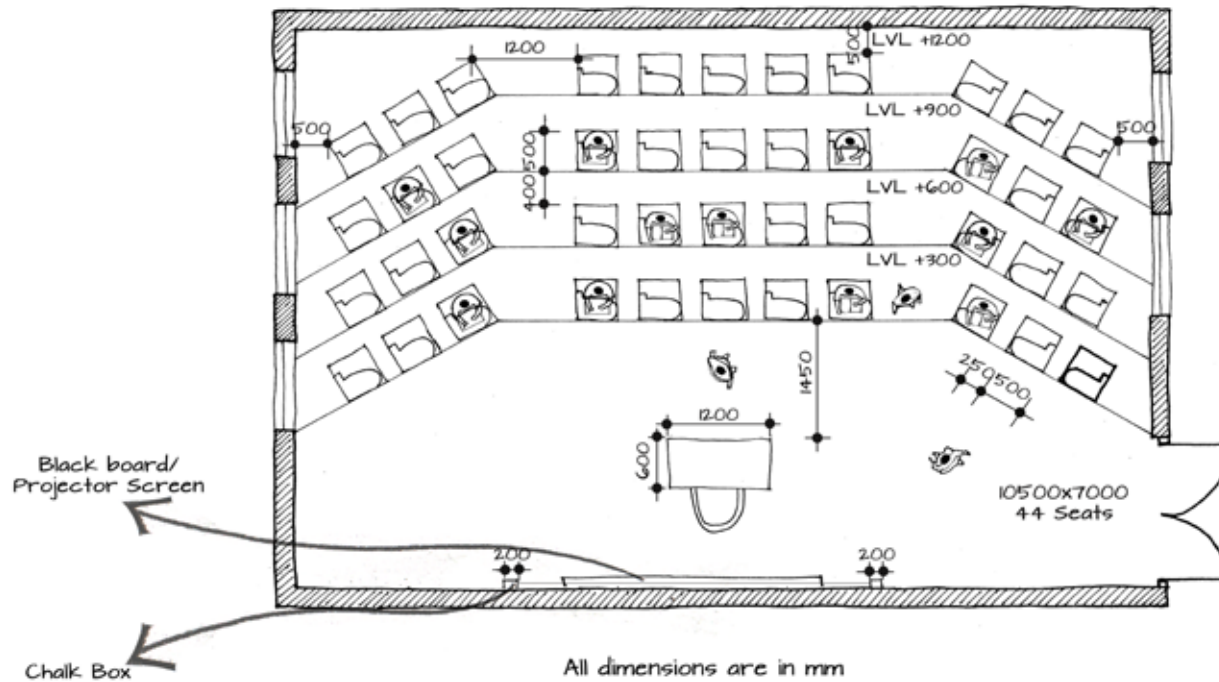 1200
500
LVL +1200
LVL +900
500
500
500
400
LVL +600
LVL +300
1450
250
500
1200
600
Black board/
Projector Screen
10500x7000
44 Seats
200
200
Chalk Box
All dimensions are in mm